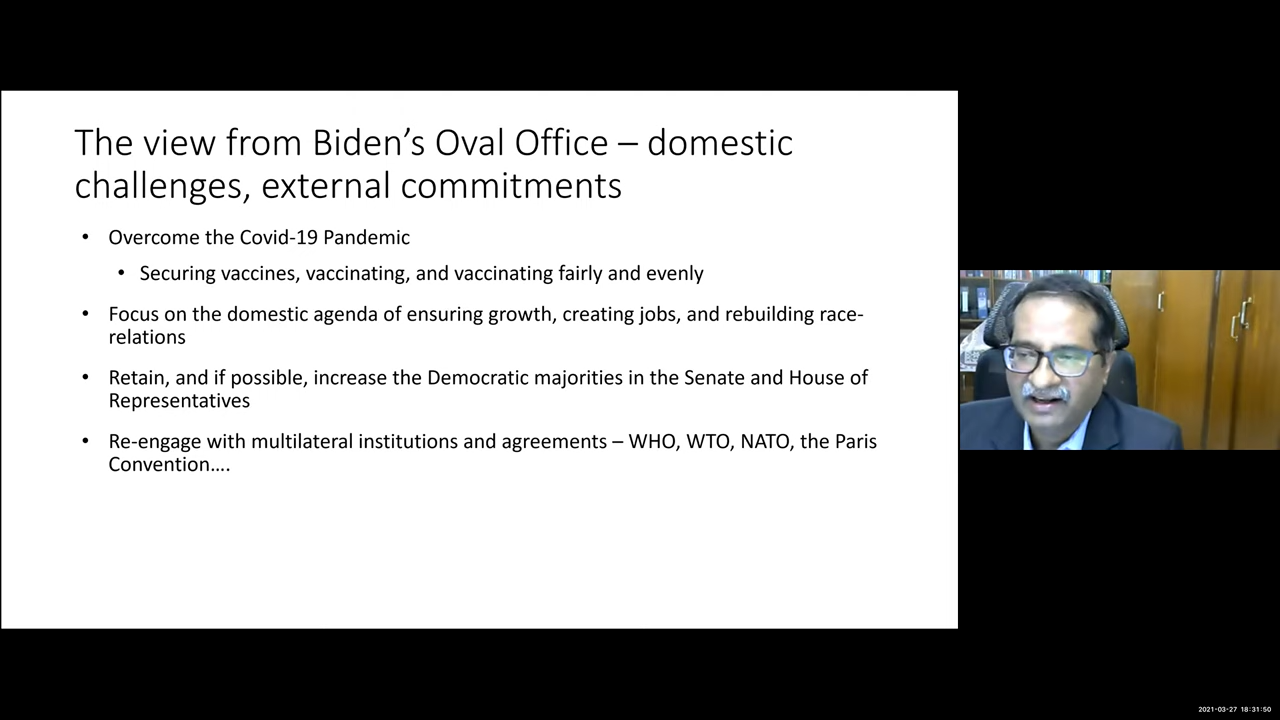 The view from Biden’s Oval Office – domestic
challenges, external commitments
• Overcome the Covid-19 Pandemic
• Securing vaccines, vaccinating, and vaccinating fairly and evenly
• Focus on the domestic agenda of ensuring growth, creating jobs, and rebuilding race-
relations
• Retain, and if possible, increase the Democratic majorities in the Senate and House of
Representatives
• Re-engage with multilateral institutions and agreements – WHO, WTO, NATO, the Paris
Convention….
2021-03-27 18:31:50